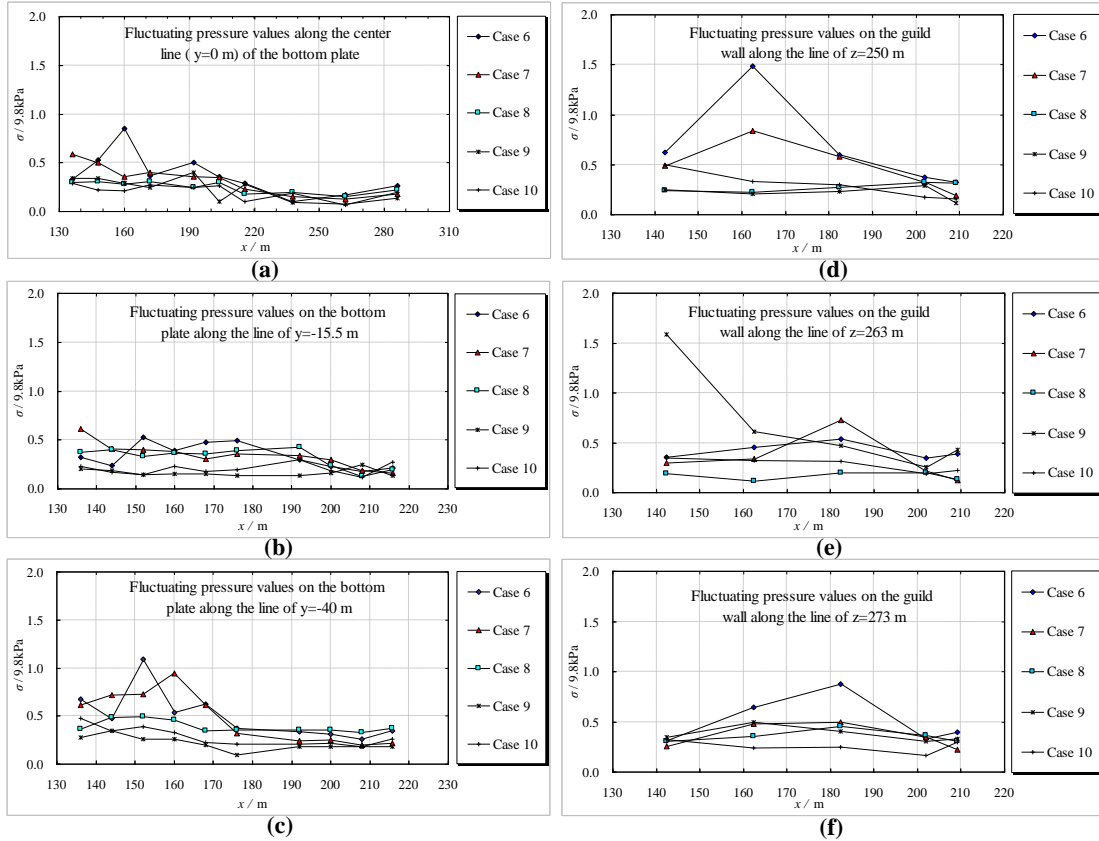 Fluctuating pressure values along the center
line ( y=0 m) of the bottom plate
2.0
1.5
1.0
0.5
0.0
σ / 9.8kPa
130 160 190 220 250 280 310
x / m
Case 6
Case 7
Case 8
Case 9
Case 10
(a)
Fluctuating pressure values on the guild
wall along the line of z=250 m
2.0
1.5
1.0
0.5
0.0
σ / 9.8kPa
130 140 150 160 170 180 190 200 210 220
x / m
Case 6
Case 7
Case 8
Case 9
Case 10
(d)
Fluctuating pressure values on the bottom
plate along the line of y=-15.5 m
2.0
1.5
1.0
0.5
0.0
σ / 9.8kPa
130 140 150 160 170 180 190 200 210 220 230
x / m
Case 6
Case 7
Case 8
Case 9
Case 10
(b)
Fluctuating pressure values on the guild
wall along the line of z=263 m
2.0
1.5
1.0
0.5
0.0
σ / 9.8kPa
130 140 150 160 170 180 190 200 210 220
x / m
Case 6
Case 7
Case 8
Case 9
Case 10
(e)
Fluctuating pressure values on the bottom
plate along the line of y=-40 m
2.0
1.5
1.0
0.5
0.0
σ / 9.8kPa
130 140 150 160 170 180 190 200 210 220 230
x / m
Case 6
Case 7
Case 8
Case 9
Case 10
(c)
Fluctuating pressure values on the guild
wall along the line of z=273 m
2.0
1.5
1.0
0.5
0.0
σ / 9.8kPa
130 140 150 160 170 180 190 200 210 220
x / m
Case 6
Case 7
Case 8
Case 9
Case 10
(f)